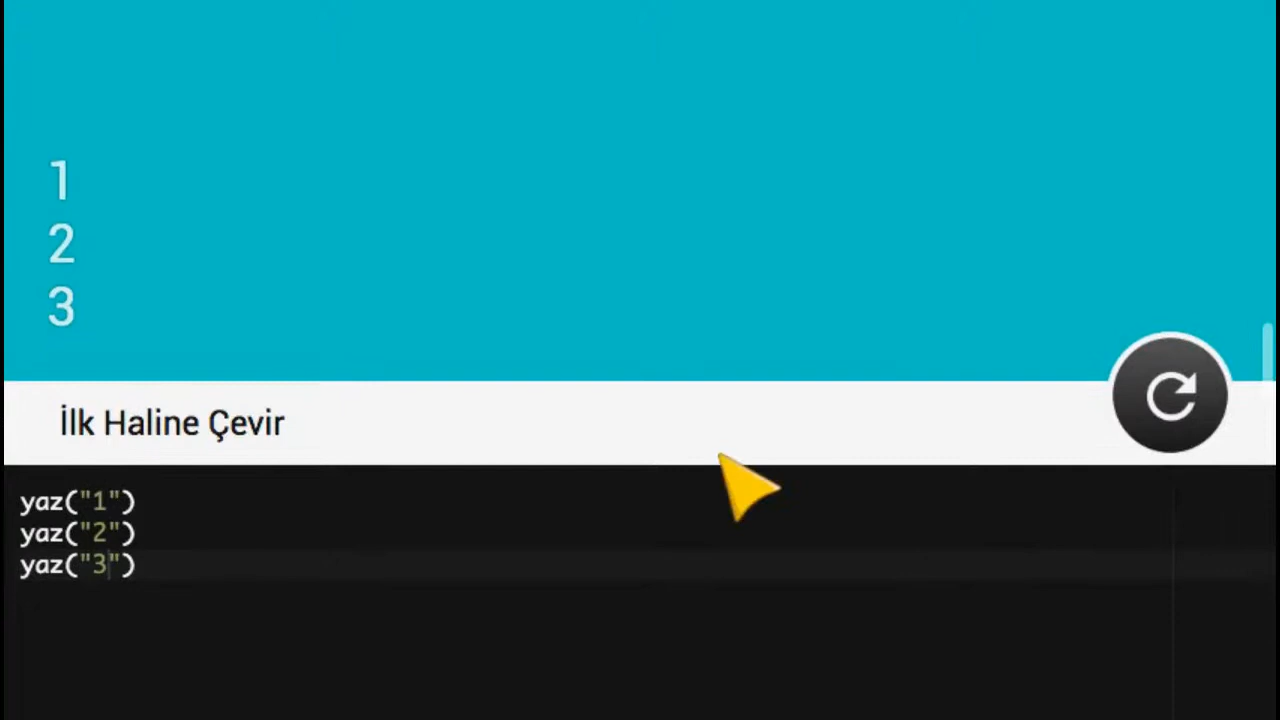 1
2
3
İlk Haline Çevir
yaz("1")
yaz("2")
yaz("3")